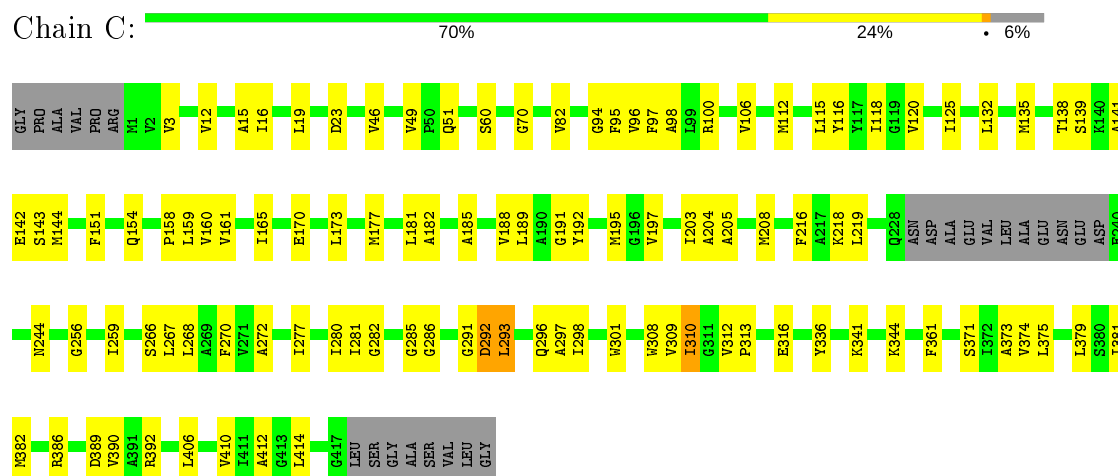 Chain C:
70% 24% • 6%
GLY PRO ALA VAL PRO ARG M1 V2 V3 V12 A15 I16 L19 D23 V46 V49 P50 Q51 S60 G70 V82 G94 F95 V96 F97 A98 L99 R100 V106 M112 L115 Y116 Y117 I118 G119 V120 I125 L132 M135 T138 S139 K140 A141
E142 S143 M144 F151 Q154 P158 L159 V160 V161 I165 E170 L173 M177 L181 A182 A185 V188 L189 A190 G191 Y192 M195 G196 V197 I203 A204 A205 M208 F216 A217 K218 L219 Q228 ASN ASP ALA GLU VAL LEU ALA GLU ASN GLU ASP E240
N244 G256 I259 S266 L267 L268 A269 F270 V271 A272 I277 I280 I281 G282 G285 G286 G291 D292 L293 Q296 A297 I298 W301 W308 V309 I310 G311 V312 P313 E316 Y336 K341 K344 F361 S371 I372 A373 V374 L375 L379 S380 I381
M382 R386 D389 V390 A391 R392 L406 V410 I411 A412 G413 L414 G417 LEU SER GLY ALA SER VAL LEU GLY